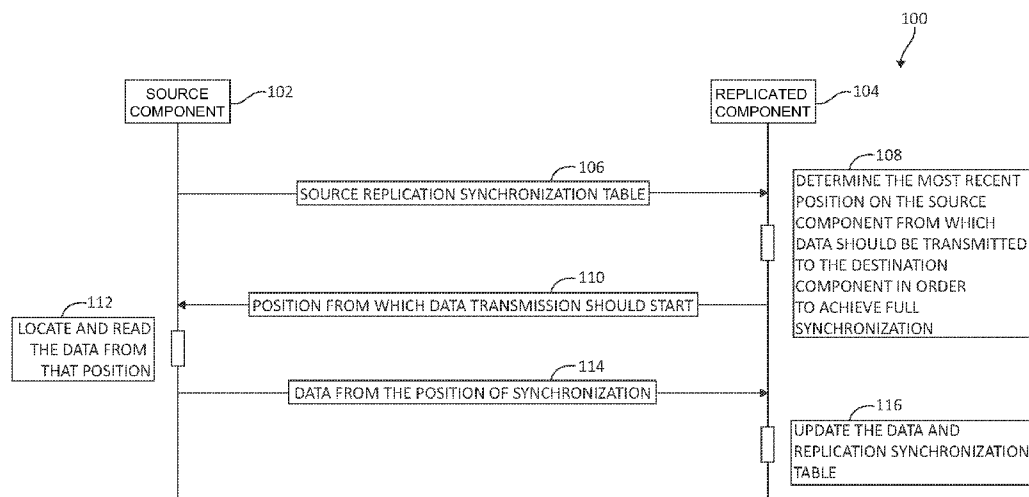 100
SOURCE
COMPONENT
102
REPLICATED
COMPONENT
104
106
SOURCE REPLICATION SYNCHRONIZATION TABLE
108
DETERMINE THE MOST RECENT
POSITION ON THE SOURCE
COMPONENT FROM WHICH
DATA SHOULD BE TRANSMITTED
TO THE DESTINATION
COMPONENT IN ORDER
TO ACHIEVE FULL
SYNCHRONIZATION
110
POSITION FROM WHICH DATA TRANSMISSION SHOULD START
112
LOCATE AND READ
THE DATA FROM
THAT POSITION
114
DATA FROM THE POSITION OF SYNCHRONIZATION
116
UPDATE THE DATA AND
REPLICATION SYNCHRONIZATION
TABLE